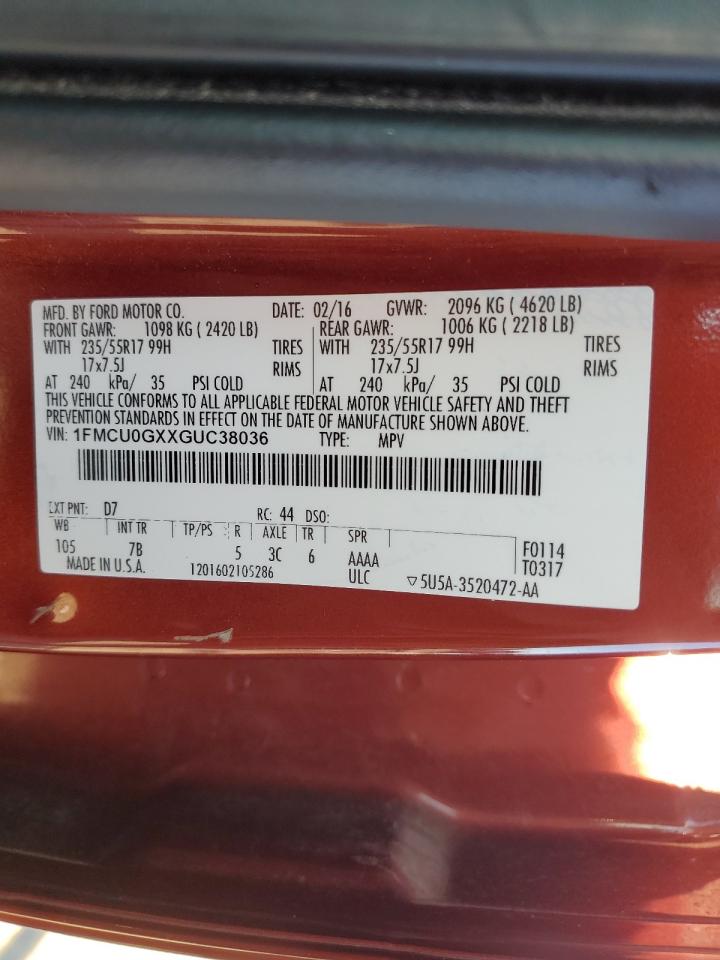 MFD. BY FORD MOTOR CO. DATE: 02/16 GVWR: 2096 KG ( 4620 LB)
FRONT GAWR: 1098 KG ( 2420 LB) REAR GAWR: 1006 KG ( 2218 LB)
WITH 235/55R17 99H TIRES WITH 235/55R17 99H TIRES
17x7.5J RIMS 17x7.5J RIMS
AT 240 kPa/ 35 PSI COLD AT 240 kPa/ 35 PSI COLD
THIS VEHICLE CONFORMS TO ALL APPLICABLE FEDERAL MOTOR VEHICLE SAFETY AND THEFT
PREVENTION STANDARDS IN EFFECT ON THE DATE OF MANUFACTURE SHOWN ABOVE.
VIN: 1FMCU0GXXGUC38036 TYPE: MPV
EXT PNT: D7 RC: 44 DSO:
WB INT TR TP/PS R AXLE TR SPR
105 7B 5 3C 6 AAAA F0114
MADE IN U.S.A. 1201602105286 ULC T0317
▽5U5A-3520472-AA